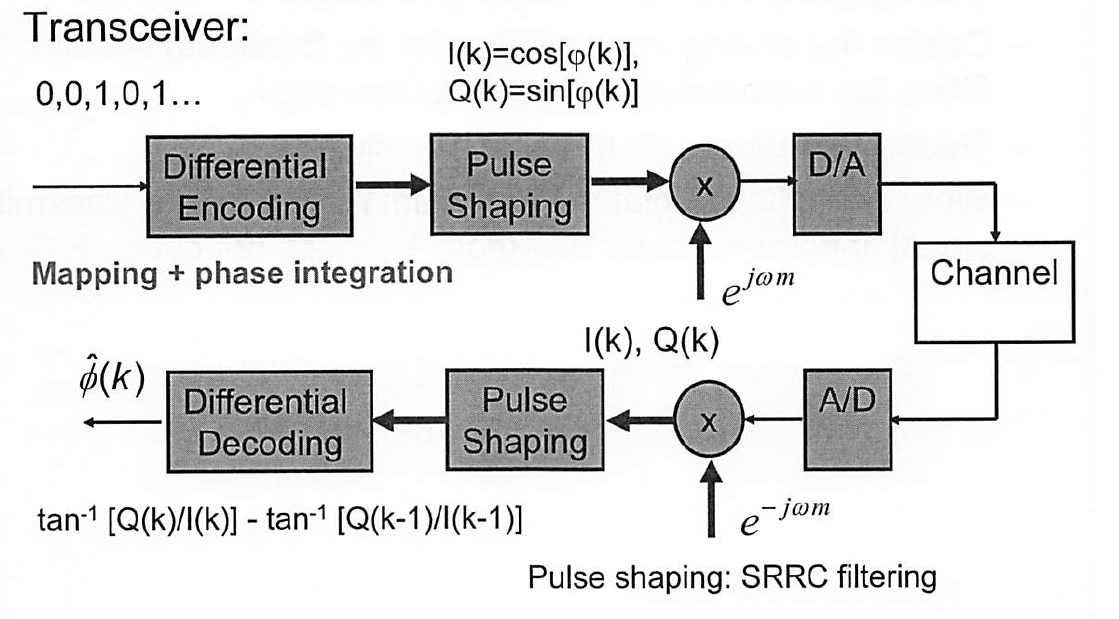 Transceiver:
I(k)=cos[φ(k)],
0,0,1,0,1...
Q(k)=sin[φ(k)]
Differential
Encoding
Pulse
Shaping
x
D/A
Mapping + phase integration
e^{jωm}
Channel
I(k), Q(k)
ϕ̂(k)
Differential
Decoding
Pulse
Shaping
x
A/D
tan⁻¹ [Q(k)/I(k)] - tan⁻¹ [Q(k-1)/I(k-1)]
e^{-jωm}
Pulse shaping: SRRC filtering